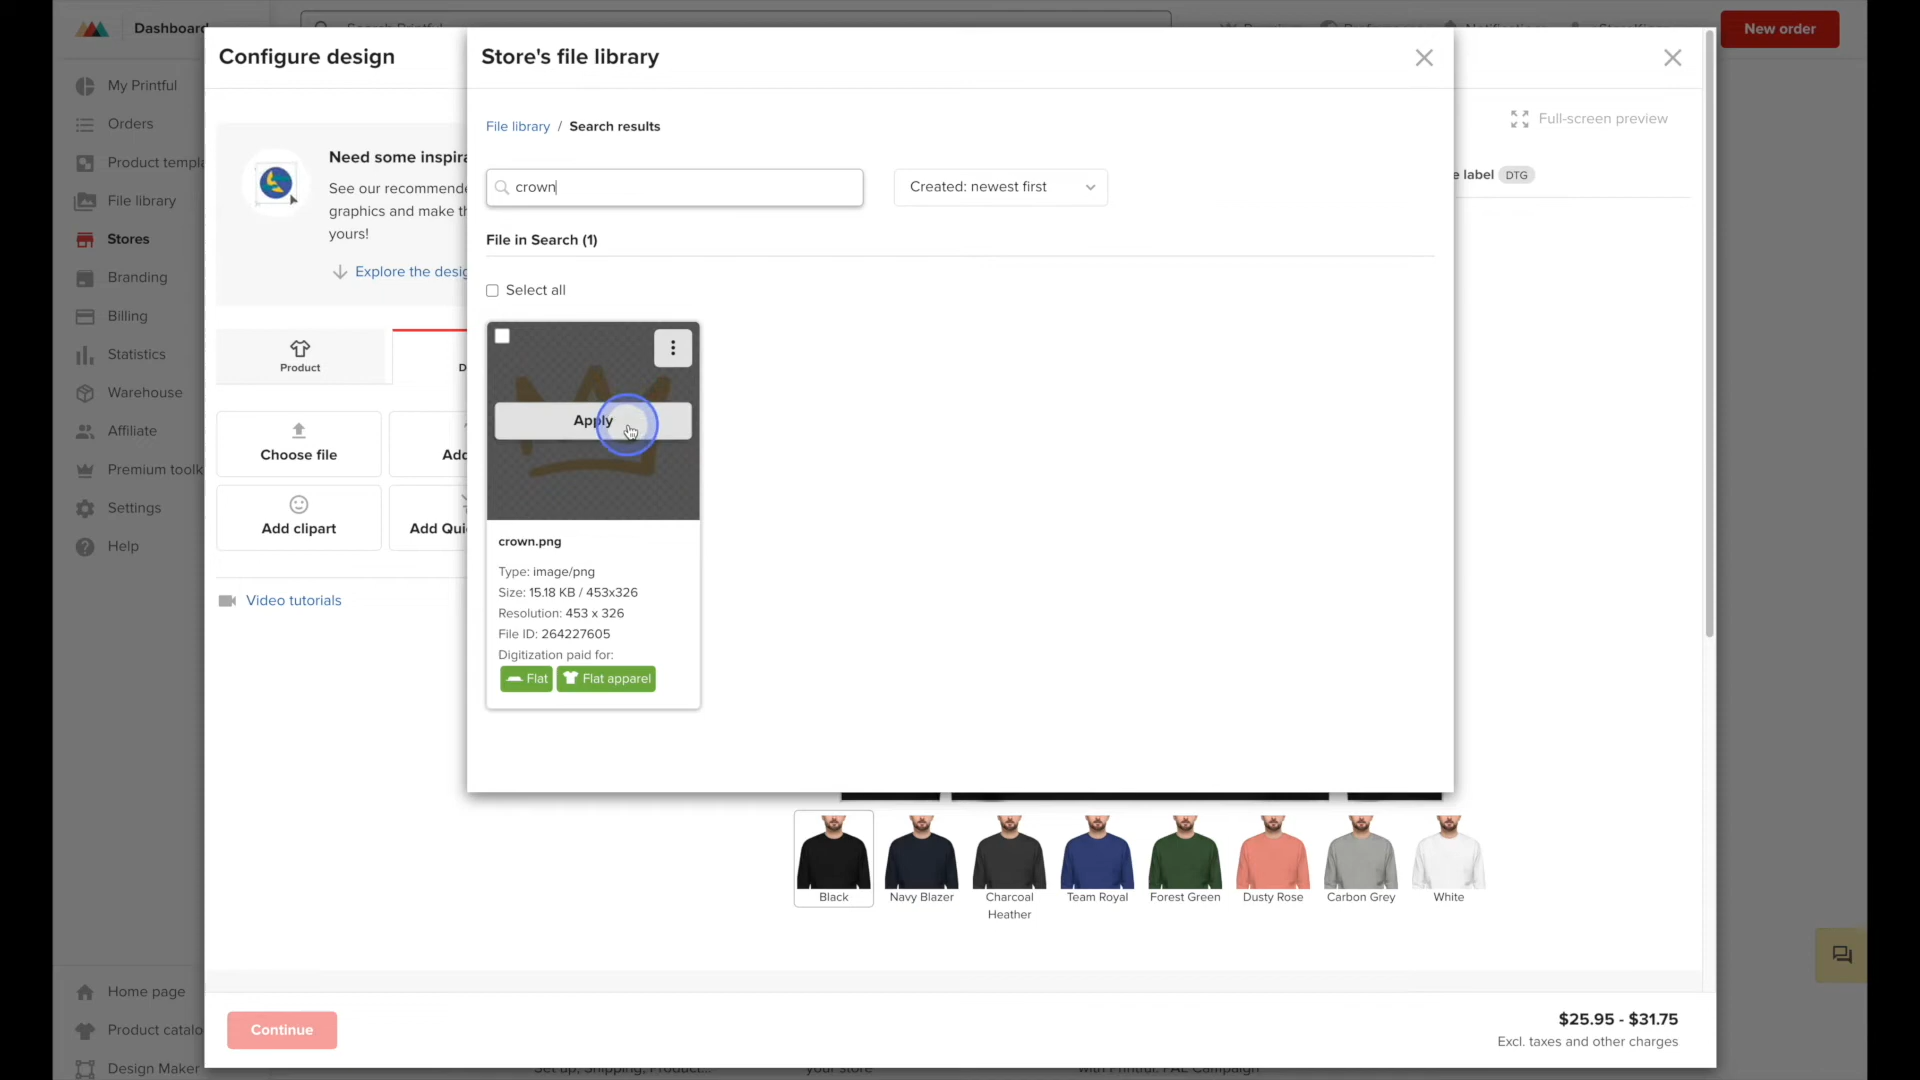 Dashboard
New order
Configure design
Store's file library
My Printful
Orders
Product templa
File library
Stores
Branding
Billing
Statistics
Warehouse
Affiliate
Premium toolk
Settings
Help
Home page
Product catalo
Design Maker
Need some inspira
See our recommende
graphics and make th
yours!
Explore the desig
Product
D
Choose file
Add
Add clipart
Add Qui
Video tutorials
File library / Search results
crown
Created: newest first
File in Search (1)
Select all
Apply
crown.png
Type: image/png
Size: 15.18 KB / 453x326
Resolution: 453 x 326
File ID: 264227605
Digitization paid for:
Flat
Flat apparel
Full-screen preview
e label DTG
Black
Navy Blazer
Charcoal
Heather
Team Royal
Forest Green
Dusty Rose
Carbon Grey
White
Continue
$25.95 - $31.75
Excl. taxes and other charges